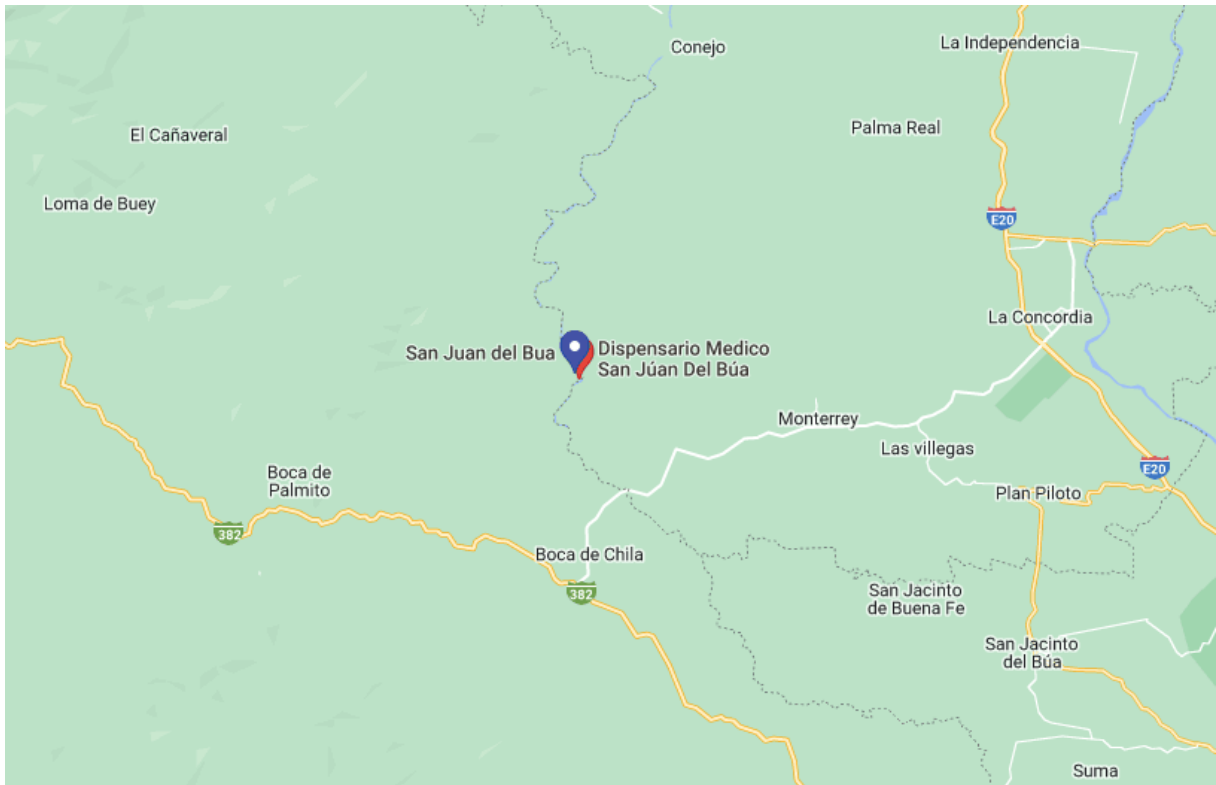 Conejo
La Independencia
El Cañaveral
Palma Real
Loma de Buey
E20
La Concordia
San Juan del Bua
Dispensario Medico
San Júan Del Búa
Monterrey
Las villegas
Boca de
Palmito
E20
Plan Piloto
382
Boca de Chila
382
San Jacinto
de Buena Fe
San Jacinto
del Búa
Suma